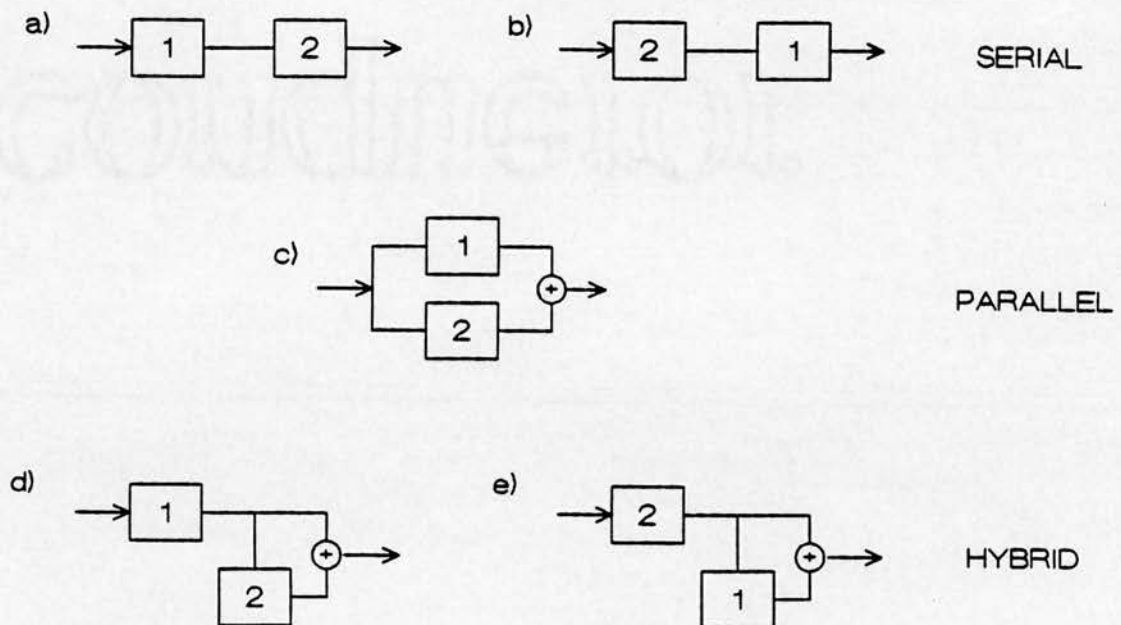 a) 1 2 b) 2 1 SERIAL
c) 1 + 2 PARALLEL
d) 1 + 2 e) 2 + 1 HYBRID